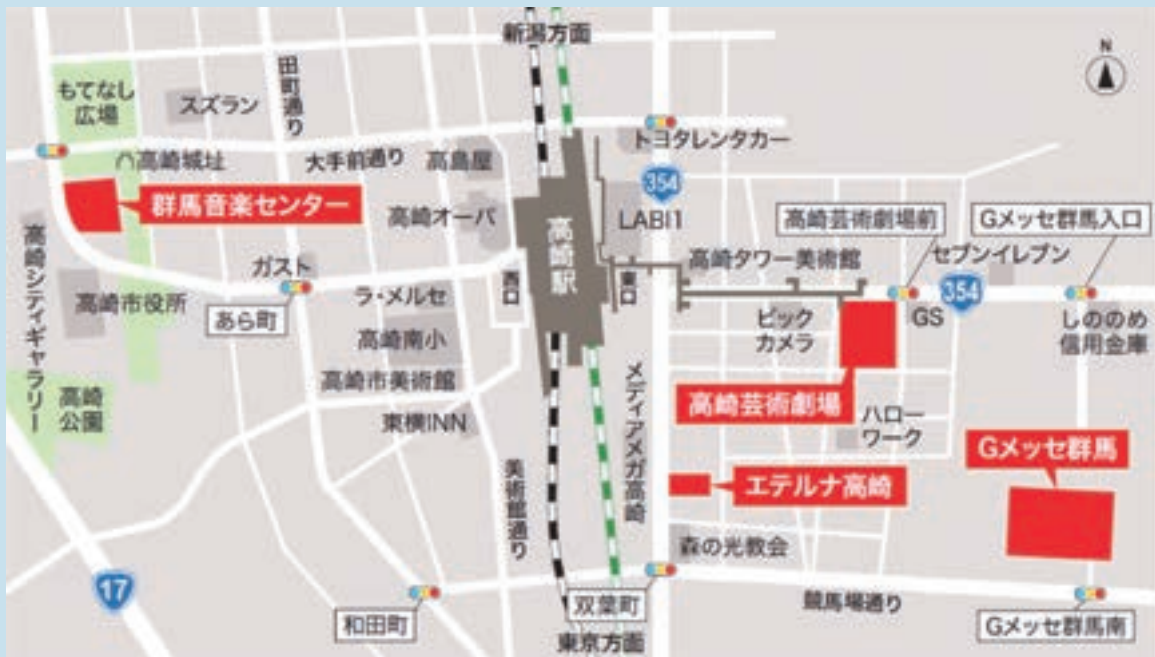 新潟方面
N
もてなし
広場
スズラン
田町通り
トヨタレンタカー
∩高崎城址
大手前通り
高島屋
354
群馬音楽センター
高崎オーパ
LABI1
高崎駅
高崎芸術劇場前
Gメッセ群馬入口
高崎シティギャラリー
ガスト
西口
東口
高崎タワー美術館
セブンイレブン
354
高崎市役所
あら町
ラ・メルセ
ビック
カメラ
GS
しののめ
信用金庫
高崎南小
高崎市美術館
高崎
公園
東横INN
メディアメガ高崎
高崎芸術劇場
ハロー
ワーク
Gメッセ群馬
美術館通り
エテルナ高崎
森の光教会
17
和田町
双葉町
競馬場通り
東京方面
Gメッセ群馬南